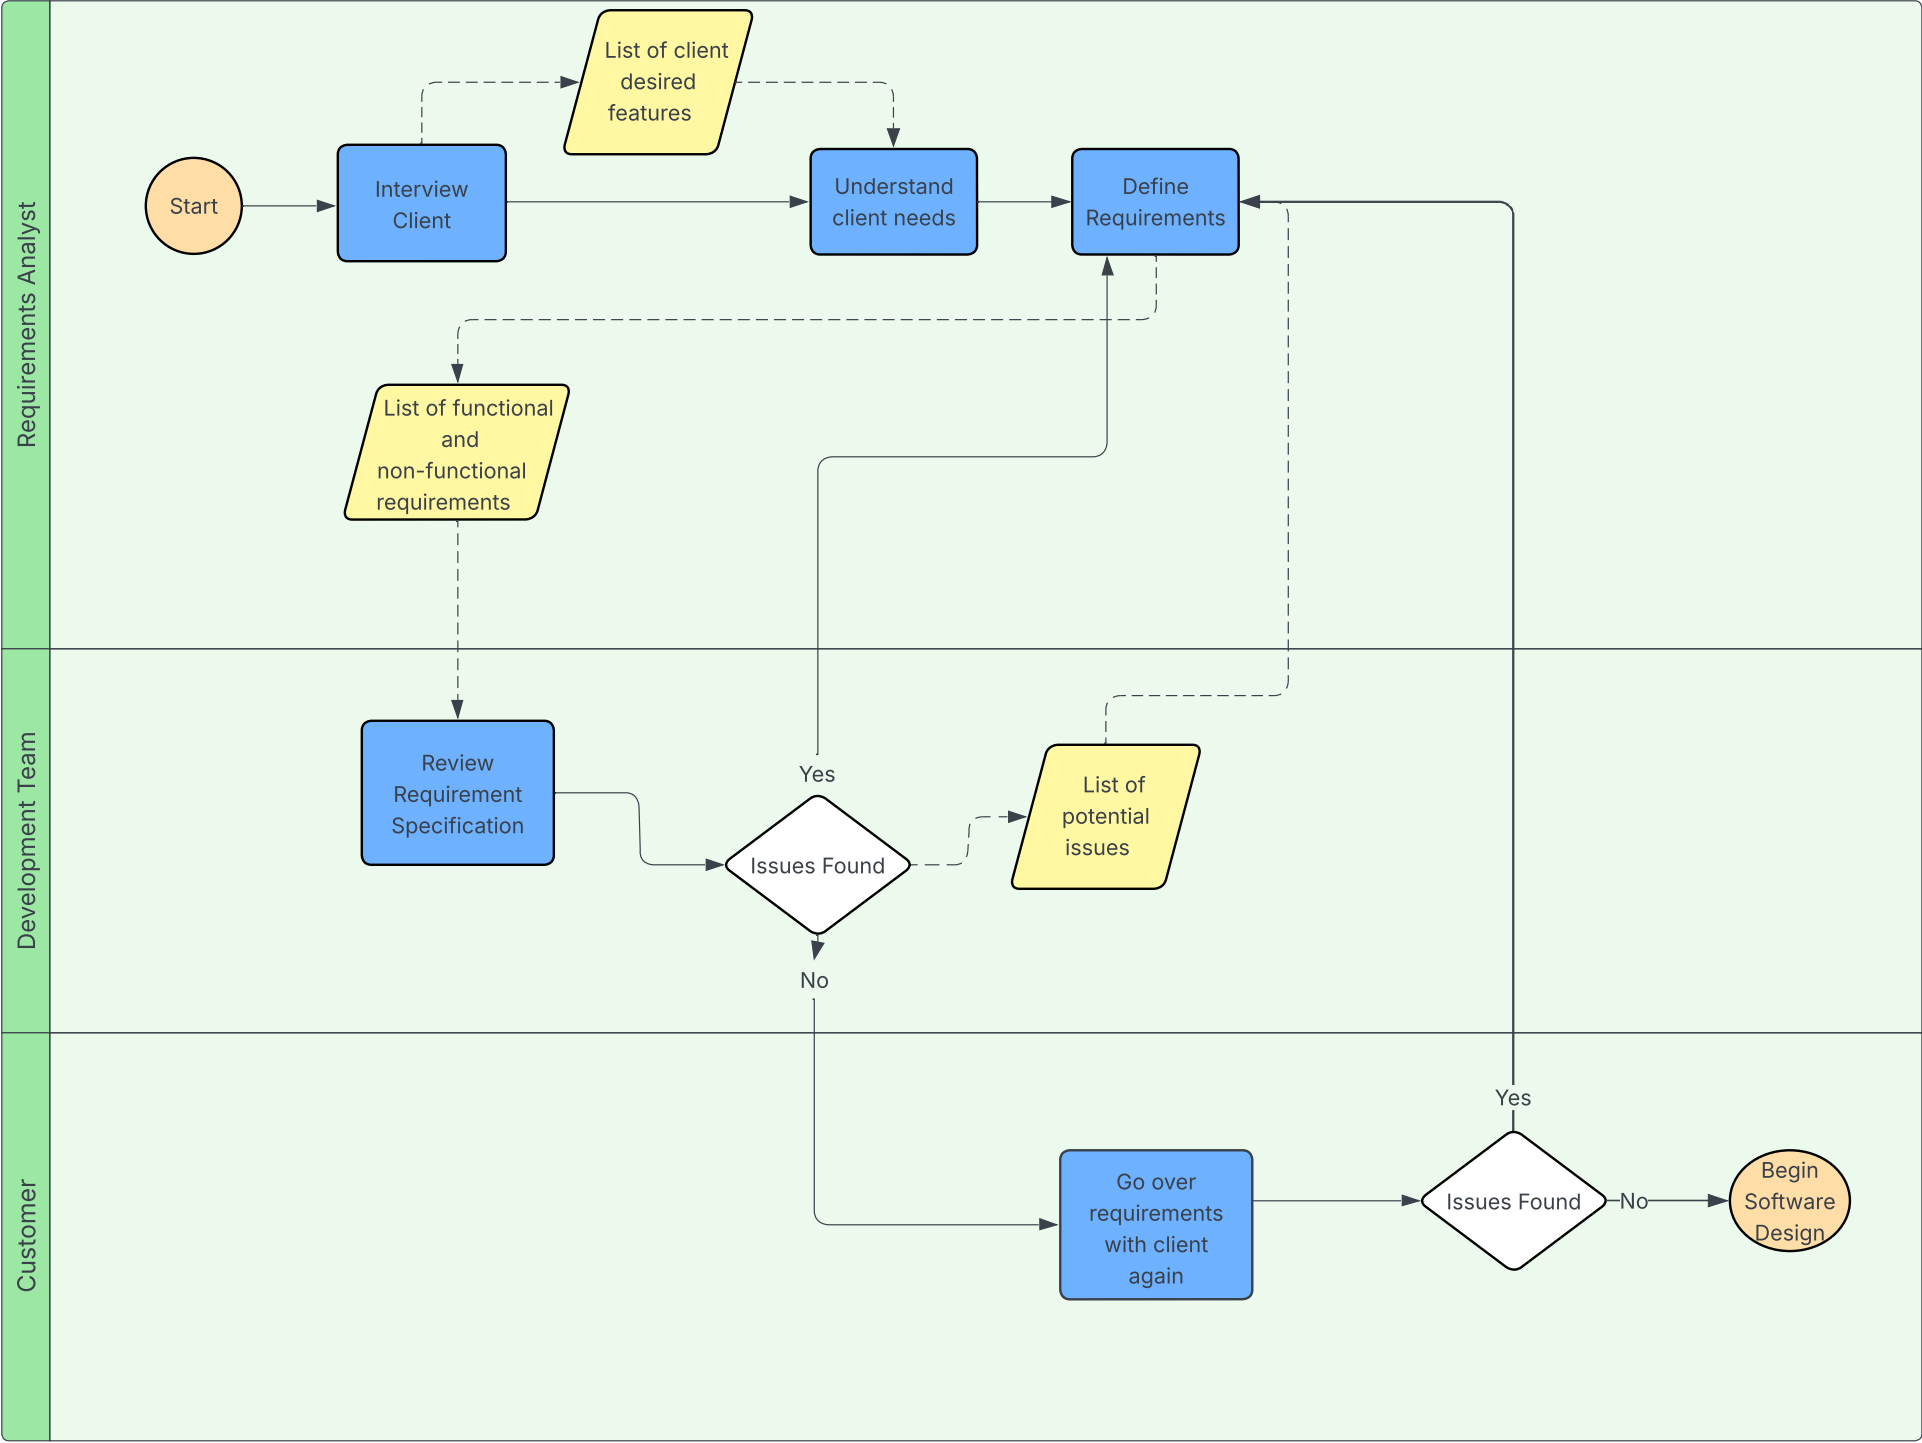 Requirements Analyst
List of client
desired
features
Start
Interview
Client
Understand
client needs
Define
Requirements
List of functional
and
non-functional
requirements
Development Team
Review
Requirement
Specification
Yes
Issues Found
No
List of
potential
issues
Customer
Go over
requirements
with client
again
Yes
Issues Found
No
Begin
Software
Design